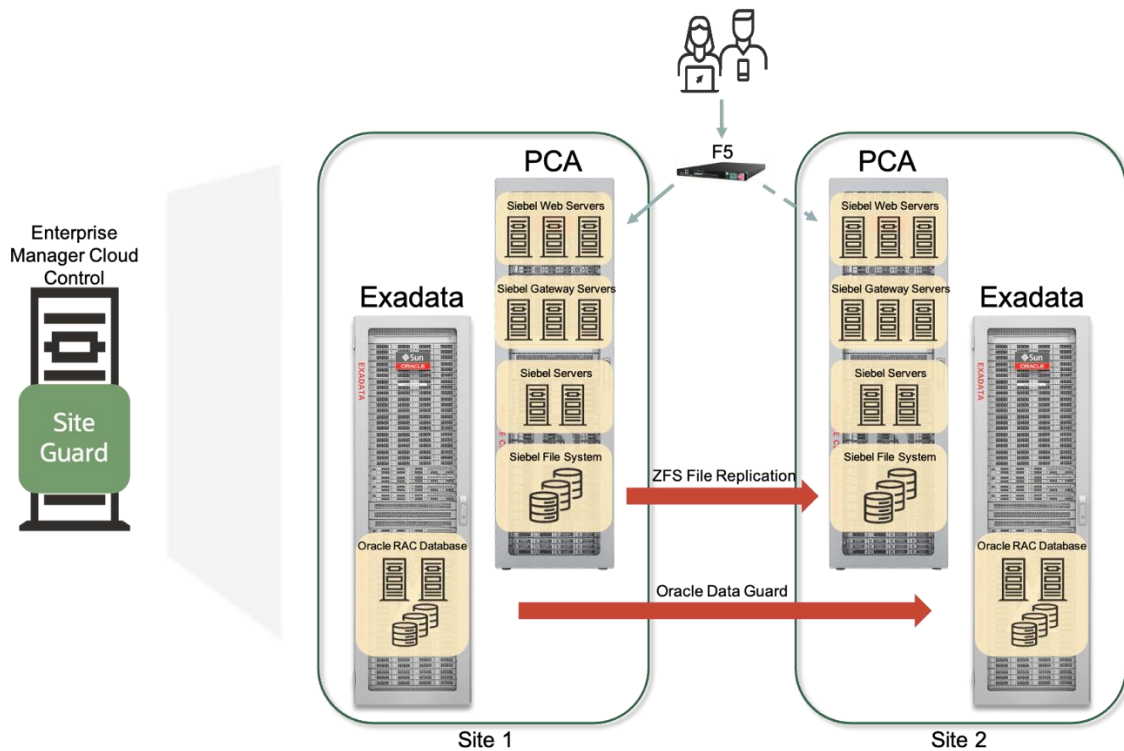 F5
PCA
PCA
Siebel Web Servers
Siebel Web Servers
Enterprise
Manager Cloud
Control
Siebel Gateway Servers
Siebel Gateway Servers
Exadata
Exadata
Sun
ORACLE
EXADATA
Sun
ORACLE
EXADATA
Siebel Servers
Siebel Servers
Site
Guard
Siebel File System
Siebel File System
ZFS File Replication
Oracle RAC Database
Oracle RAC Database
Oracle Data Guard
Site 1
Site 2